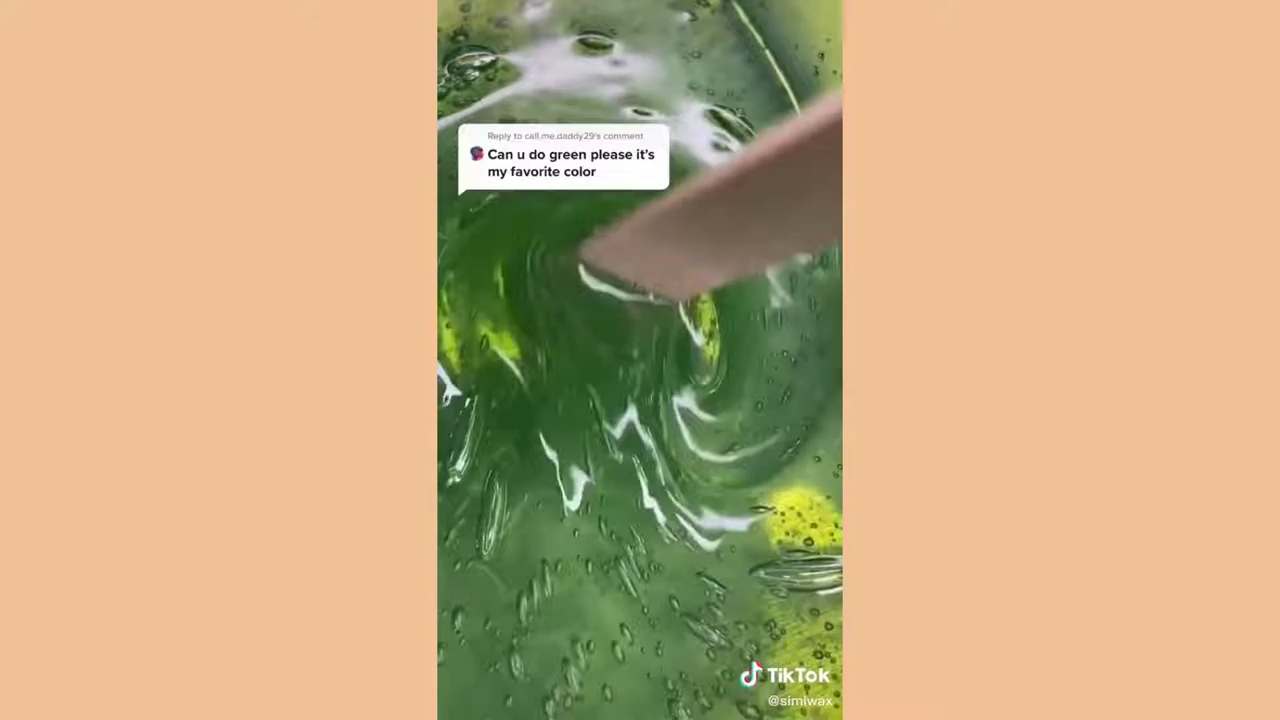 Reply to call.me.daddy29's comment
Can u do green please it's
my favorite color
TikTok
@simiwax